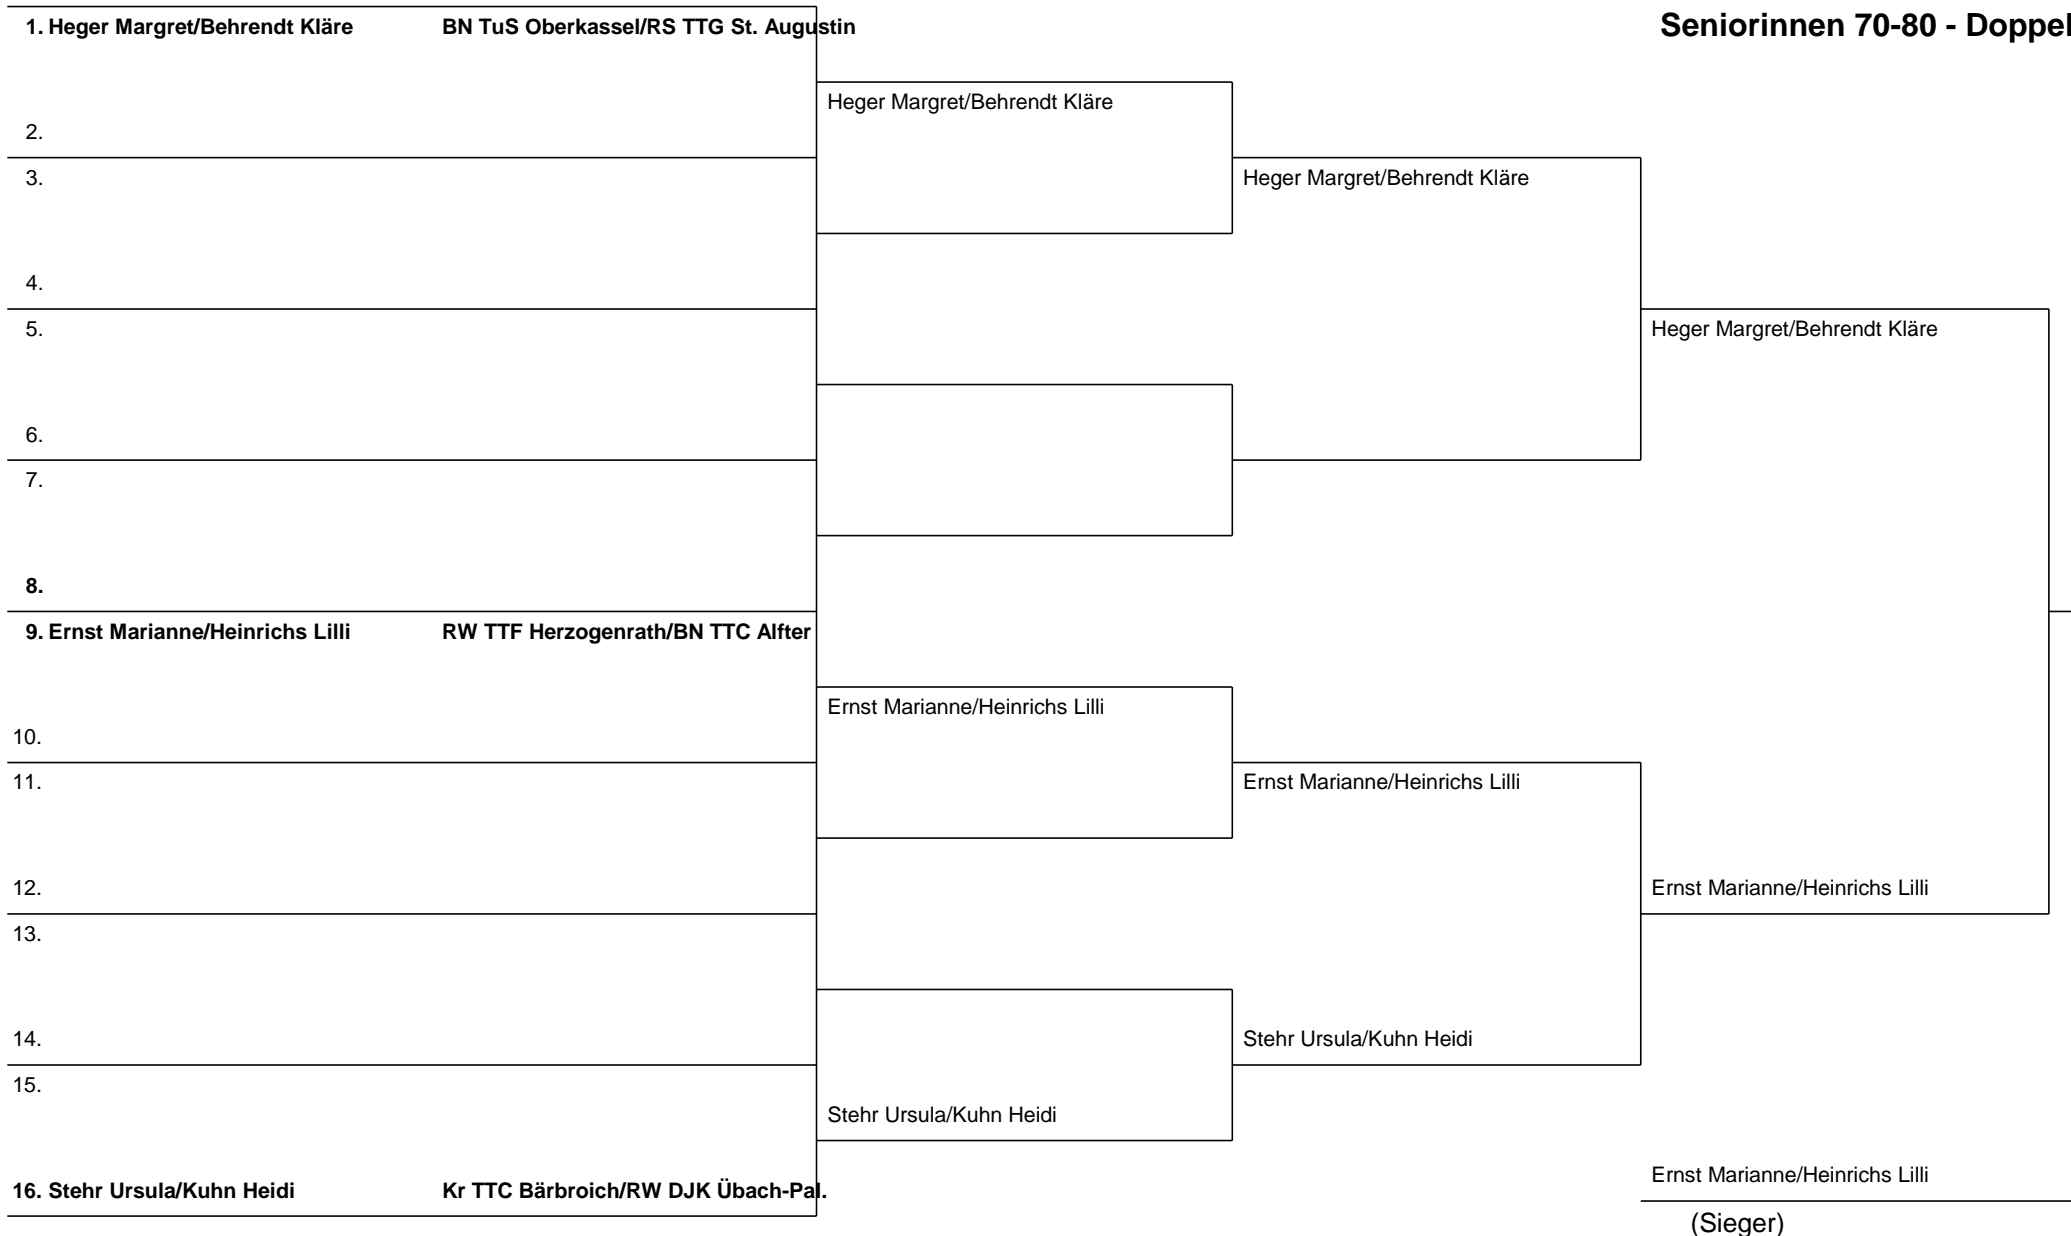 Seniorinnen 70-80 - Doppel
1. Heger Margret/Behrendt Kläre BN TuS Oberkassel/RS TTG St. Augustin
Heger Margret/Behrendt Kläre
2.
3.
Heger Margret/Behrendt Kläre
4.
5.
Heger Margret/Behrendt Kläre
6.
7.
8.
9. Ernst Marianne/Heinrichs Lilli RW TTF Herzogenrath/BN TTC Alfter
Ernst Marianne/Heinrichs Lilli
10.
11.
Ernst Marianne/Heinrichs Lilli
12.
Ernst Marianne/Heinrichs Lilli
13.
14.
Stehr Ursula/Kuhn Heidi
15.
Stehr Ursula/Kuhn Heidi
16. Stehr Ursula/Kuhn Heidi Kr TTC Bärbroich/RW DJK Übach-Pal.
Ernst Marianne/Heinrichs Lilli
(Sieger)